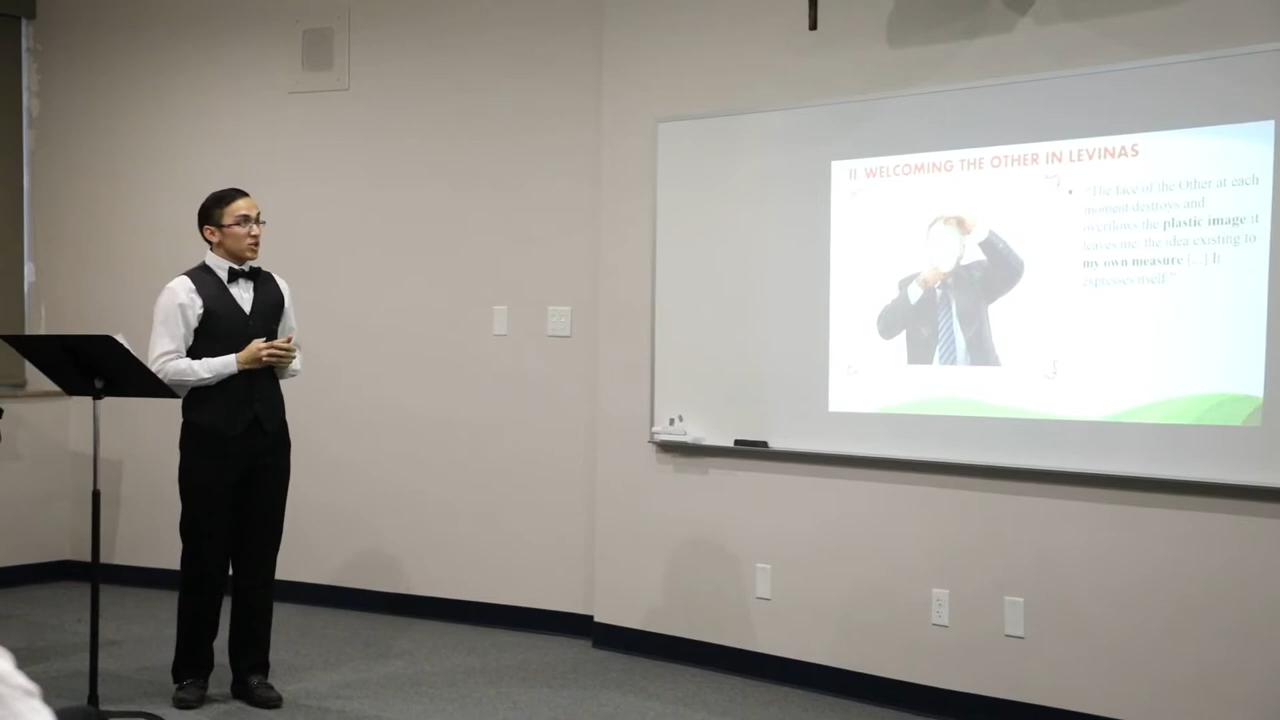 II. WELCOMING THE OTHER IN LEVINAS
• "The face of the Other at each
moment destroys and
overflows the plastic image it
leaves me, the idea existing to
my own measure [...] It
expresses itself."